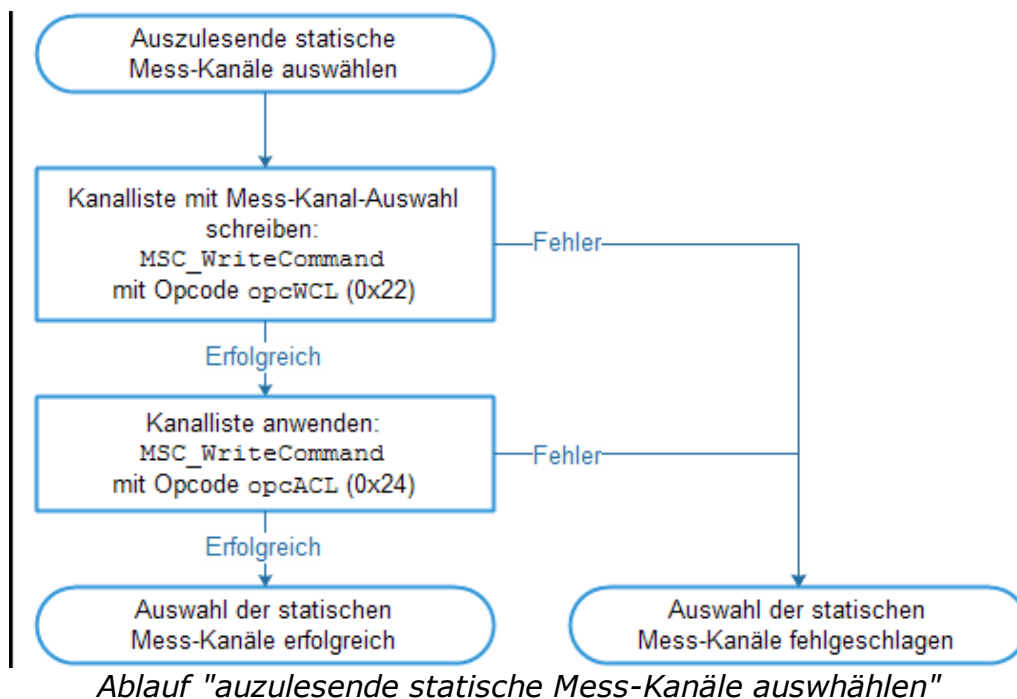 Auszulesende statische
Mess-Kanäle auswählen
Kanalliste mit Mess-Kanal-Auswahl
schreiben:
MSC_WriteCommand
mit Opcode opcWCL (0x22)
Fehler
Erfolgreich
Kanalliste anwenden:
MSC_WriteCommand
mit Opcode opcACL (0x24)
Fehler
Erfolgreich
Auswahl der statischen
Mess-Kanäle erfolgreich
Auswahl der statischen
Mess-Kanäle fehlgeschlagen
Ablauf "auzulesende statische Mess-Kanäle auswhählen"